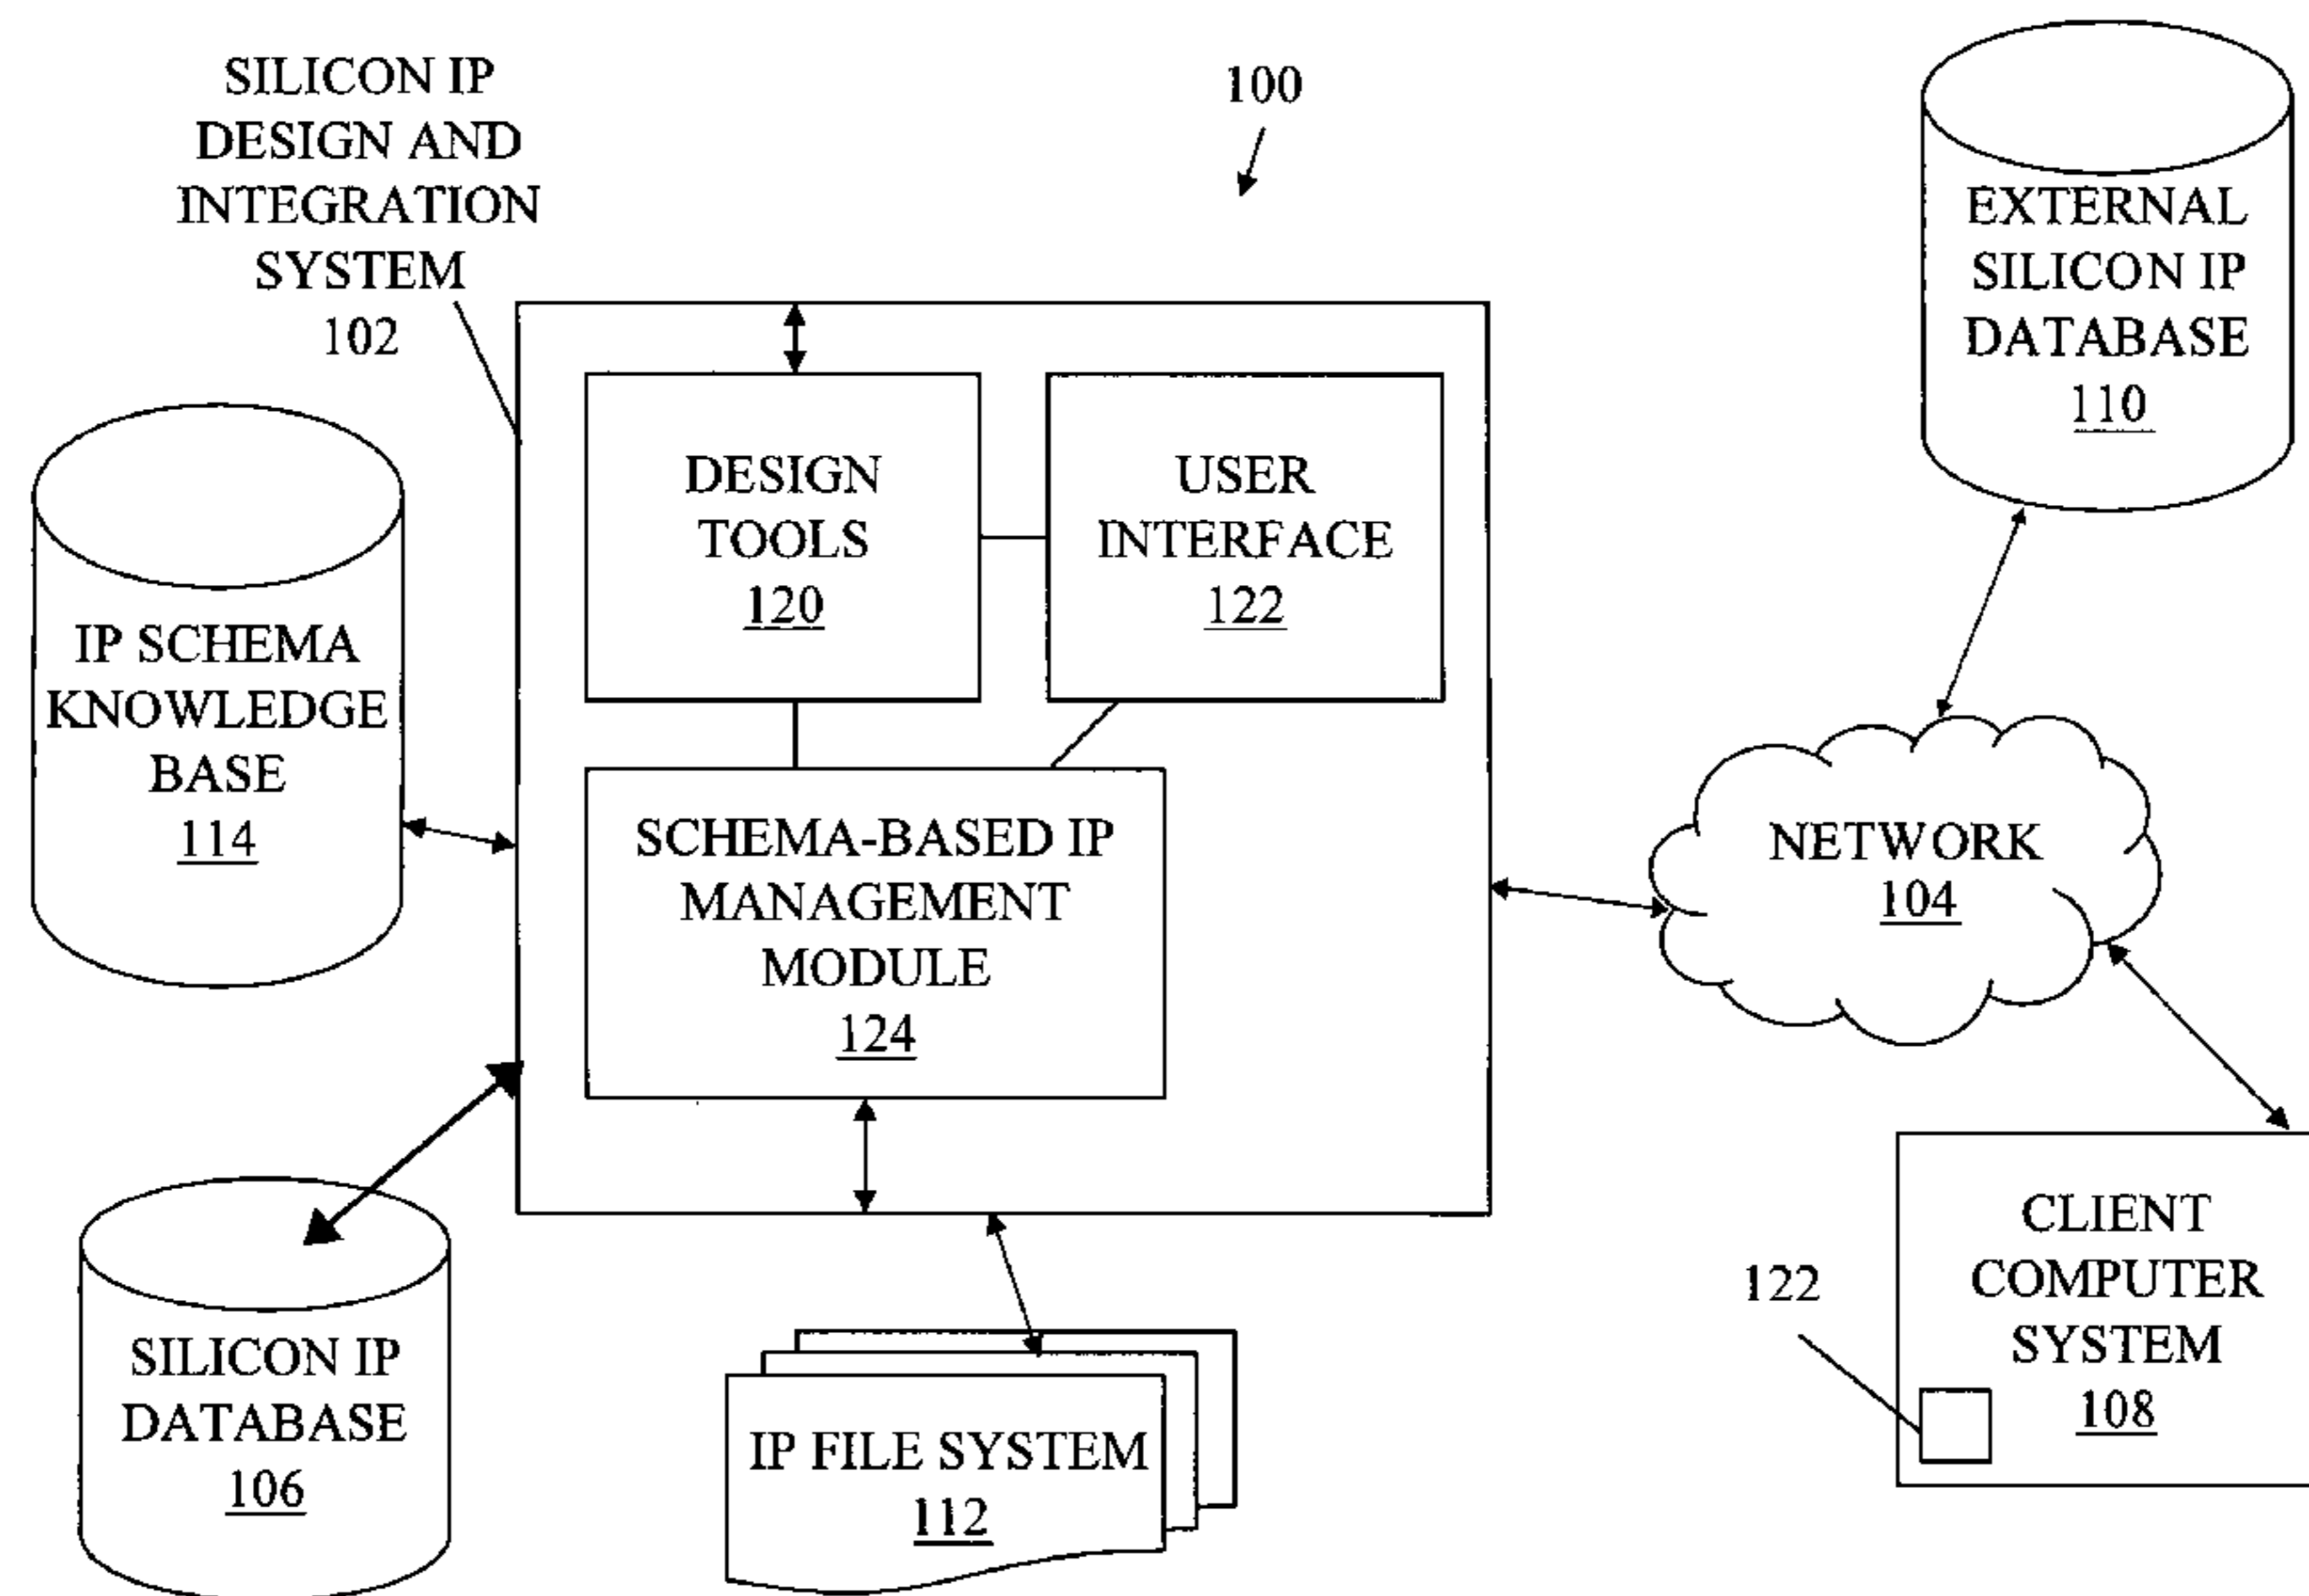 SILICON IP
DESIGN AND
INTEGRATION
SYSTEM
102
100
EXTERNAL
SILICON IP
DATABASE
110
DESIGN
TOOLS
120
USER
INTERFACE
122
IP SCHEMA
KNOWLEDGE
BASE
114
SCHEMA-BASED IP
MANAGEMENT
MODULE
124
NETWORK
104
SILICON IP
DATABASE
106
IP FILE SYSTEM
112
122
CLIENT
COMPUTER
SYSTEM
108